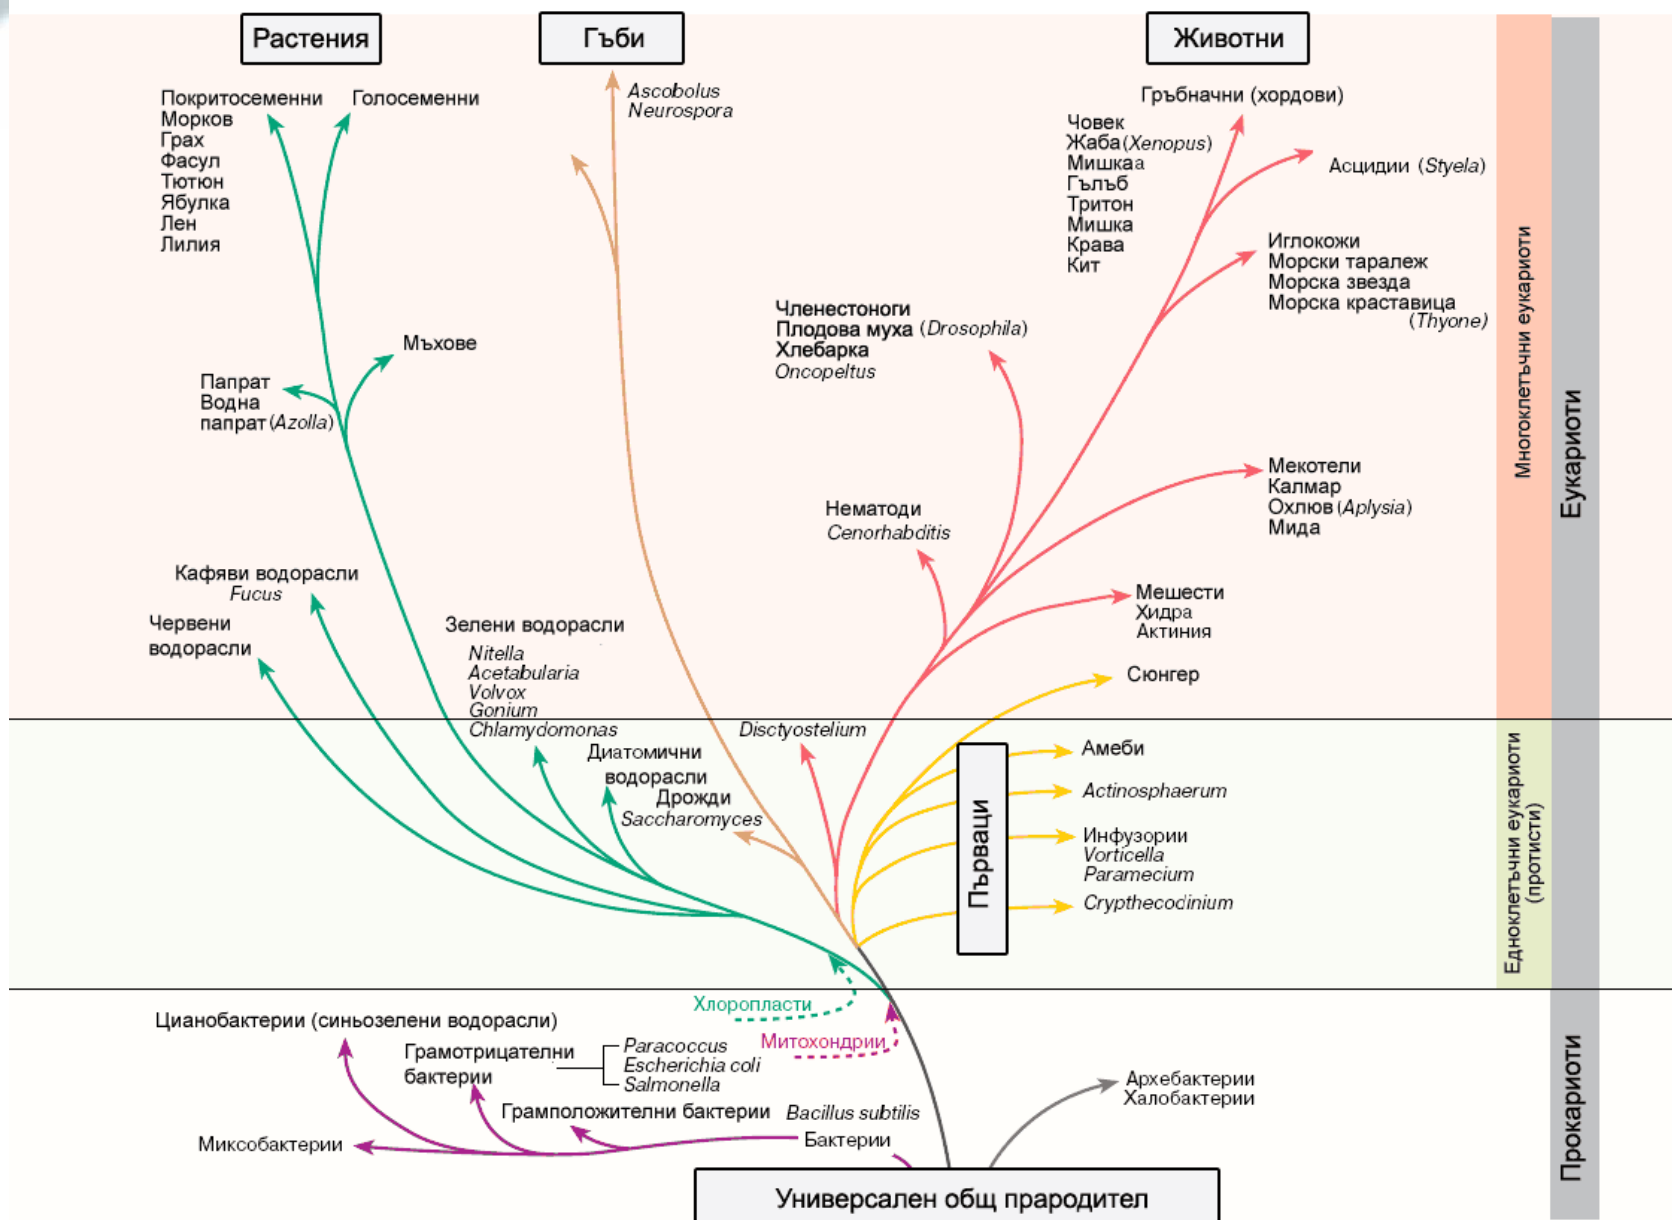 Растения
Гъби
Животни
Покритосеменни
Морков
Грах
Фасул
Тютюн
Ябулка
Лен
Лилия
Голосеменни
Ascobolus
Neurospora
Гръбначни (хордови)
Човек
Жаба (Xenopus)
Мишкаа
Гълъб
Тритон
Мишка
Крава
Кит
Асцидии (Styela)
Иглокожи
Морски таралеж
Морска звезда
Морска краставица
(Thyone)
Членестоноги
Плодова муха (Drosophila)
Хлебарка
Oncopeltus
Мъхове
Папрат
Водна
папрат (Azolla)
Мекотели
Калмар
Охлюв (Aplysia)
Мида
Нематоди
Cenorhabditis
Кафяви водорасли
Fucus
Червени
водорасли
Зелени водорасли
Nitella
Acetabularia
Volvox
Gonium
Chlamydomonas
Мешести
Хидра
Актиния
Сюнгер
Disctyostelium
Диатомични
водорасли
Дрожди
Saccharomyces
Първаци
Амеби
Actinosphaerum
Инфузории
Vorticella
Paramecium
Crypthecodinium
Многоклетъчни еукариоти
Едноклетъчни еукариоти
(протисти)
Еукариоти
Прокариоти
Хлоропласти
Митохондрии
Цианобактерии (синьозелени водорасли)
Грамотрицателни
бактерии
Paracoccus
Escherichia coli
Salmonella
Грамположителни бактерии
Bacillus subtilis
Миксобактерии
Бактерии
Архебактерии
Халобактерии
Универсален общ прародител